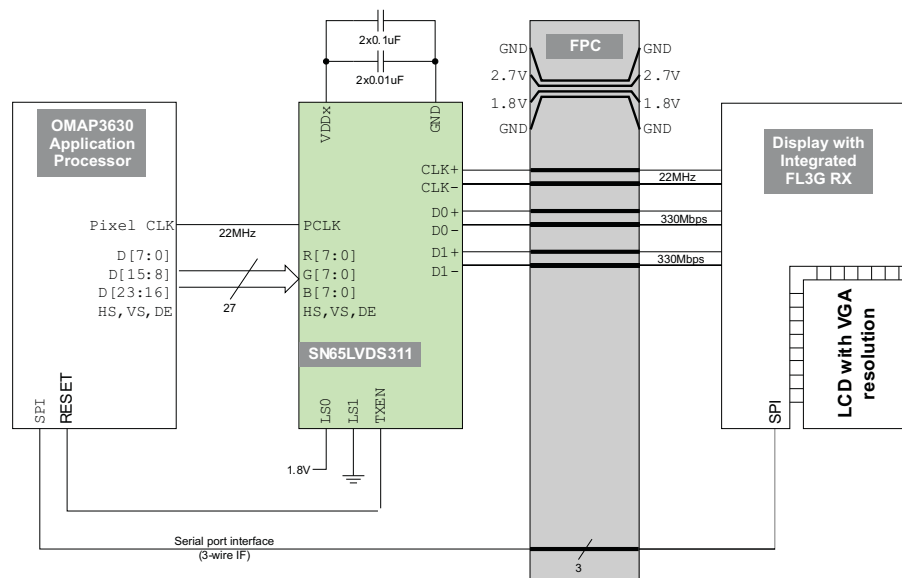 2x0.1uF
2x0.01uF
FPC
GND
GND
2.7V
2.7V
1.8V
1.8V
GND
GND
OMAP3630
Application
Processor
VDDx
GND
Display with
Integrated
FL3G RX
CLK+
CLK-
22MHz
D0+
D0-
330Mbps
D1+
D1-
330Mbps
Pixel CLK
22MHz
PCLK
D[7:0]
D[15:8]
D[23:16]
HS,VS,DE
27
R[7:0]
G[7:0]
B[7:0]
HS,VS,DE
SN65LVDS311
LCD with VGA
resolution
SPI
RESET
LS0
LS1
TXEN
SPI
1.8V
Serial port interface
(3-wire IF)
3